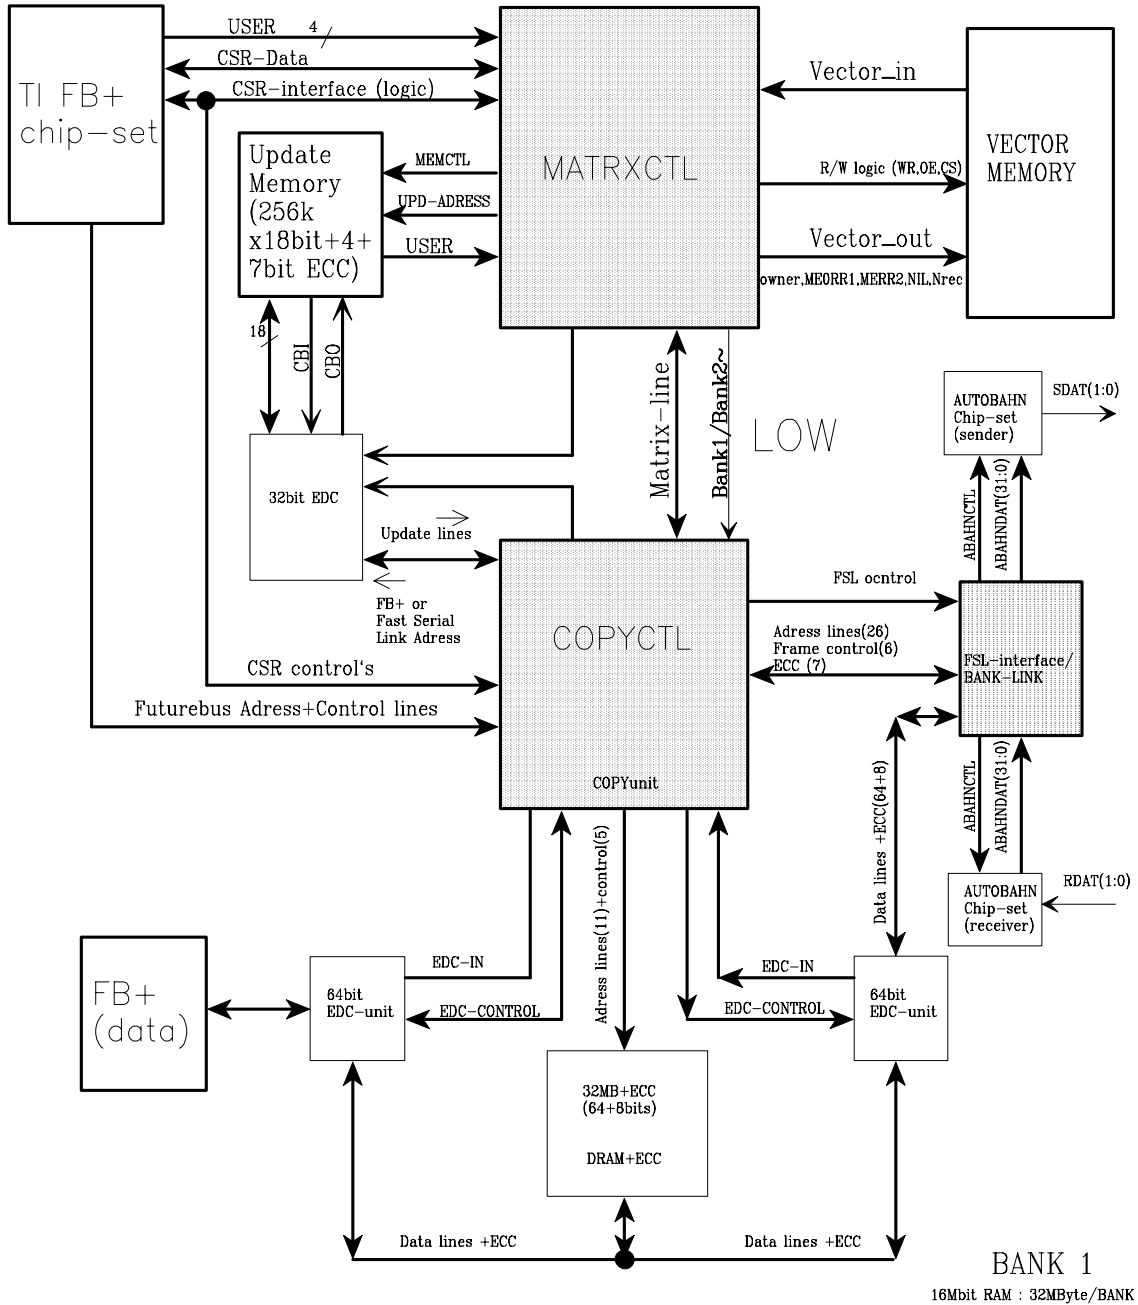 USER 4
CSR-Data
CSR-interface (logic)
TI FB+
chip-set
MATRXCTL
Vector_in
R/W logic (WR,OE,CS)
Vector_out
owner,MEORR1,MERR2,NIL,Nrec
VECTOR
MEMORY
Update
Memory
(256k
x18bit+4+
7bit ECC)
MEMCTL
UPD-ADRESS
USER
18
CBI
CBO
Matrix-line
Bank1/Bank2~
LOW
32bit EDC
Update lines
FB+ or
Fast Serial
Link Adress
AUTOBAHN
Chip-set
(sender)
SDAT(1:0)
ABAHNCTL
ABAHNDAT(31:0)
COPYCTL
COPYunit
FSL ocntrol
Adress lines(26)
Frame control(6)
ECC (7)
FSL-interface/
BANK-LINK
CSR control's
Futurebus Adress+Control lines
ABAHNCTL
ABAHNDAT(31:0)
Data lines +ECC(64+8)
AUTOBAHN
Chip-set
(receiver)
RDAT(1:0)
Adress lines(11)+control(5)
FB+
(data)
64bit
EDC-unit
EDC-IN
EDC-CONTROL
EDC-IN
EDC-CONTROL
64bit
EDC-unit
32MB+ECC
(64+8bits)
DRAM+ECC
Data lines +ECC
Data lines +ECC
BANK 1
16Mbit RAM : 32MByte/BANK